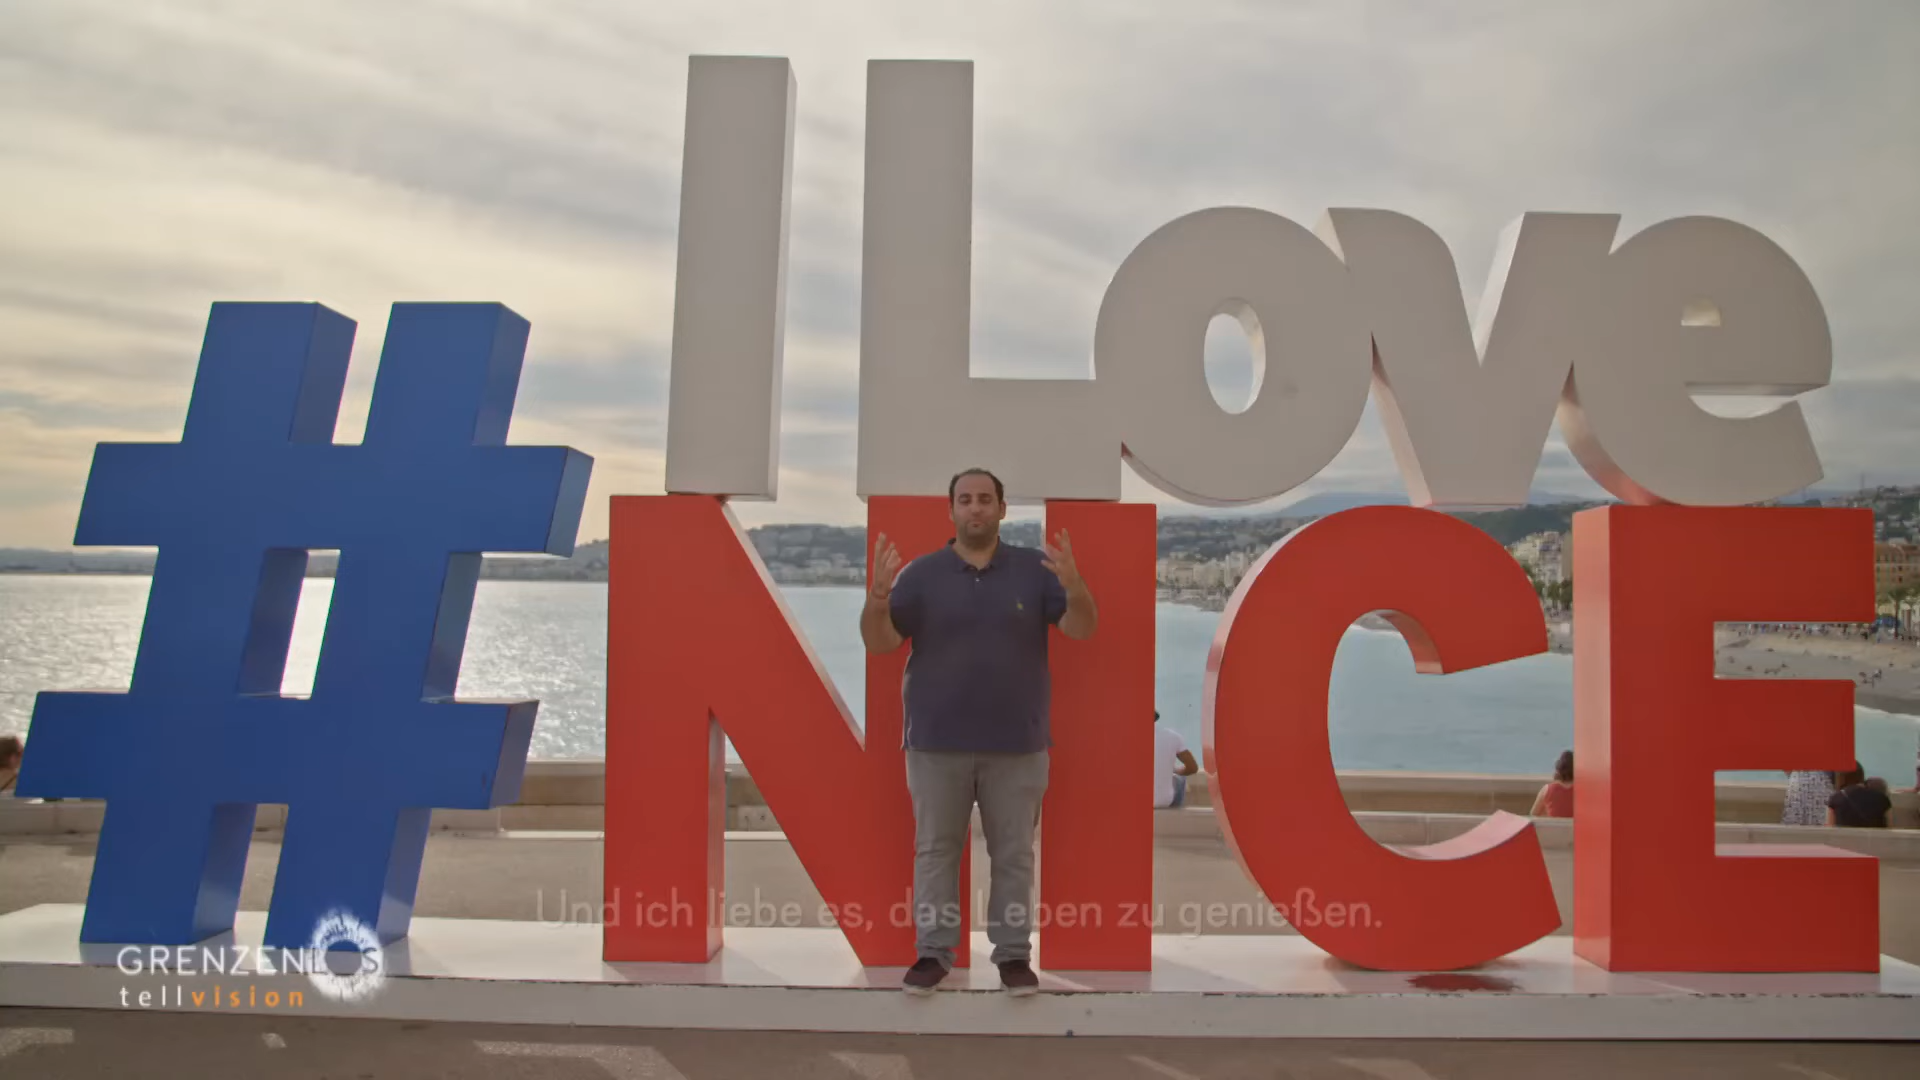 #
I Love
NICE
Und ich liebe es, das Leben zu genießen.
GRENZENLOS
tellvision